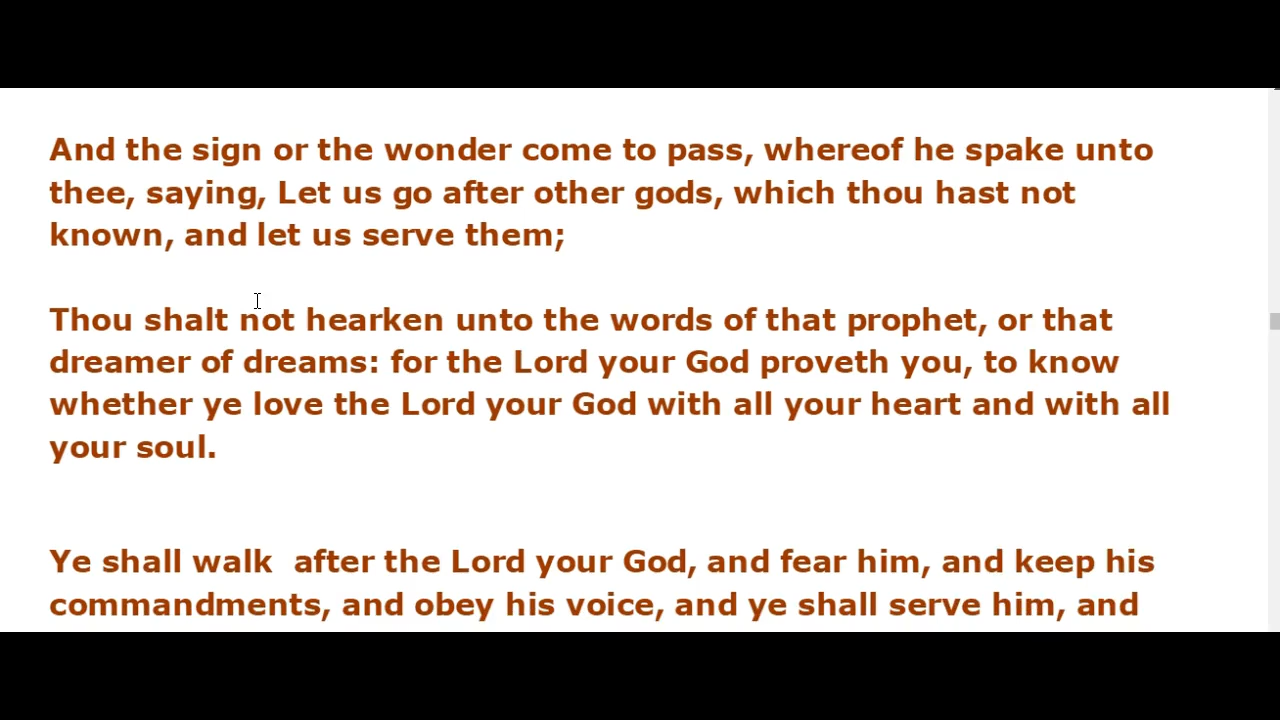 And the sign or the wonder come to pass, whereof he spake unto
thee, saying, Let us go after other gods, which thou hast not
known, and let us serve them;
Thou shalt not hearken unto the words of that prophet, or that
dreamer of dreams: for the Lord your God proveth you, to know
whether ye love the Lord your God with all your heart and with all
your soul.
Ye shall walk  after the Lord your God, and fear him, and keep his
commandments, and obey his voice, and ye shall serve him, and